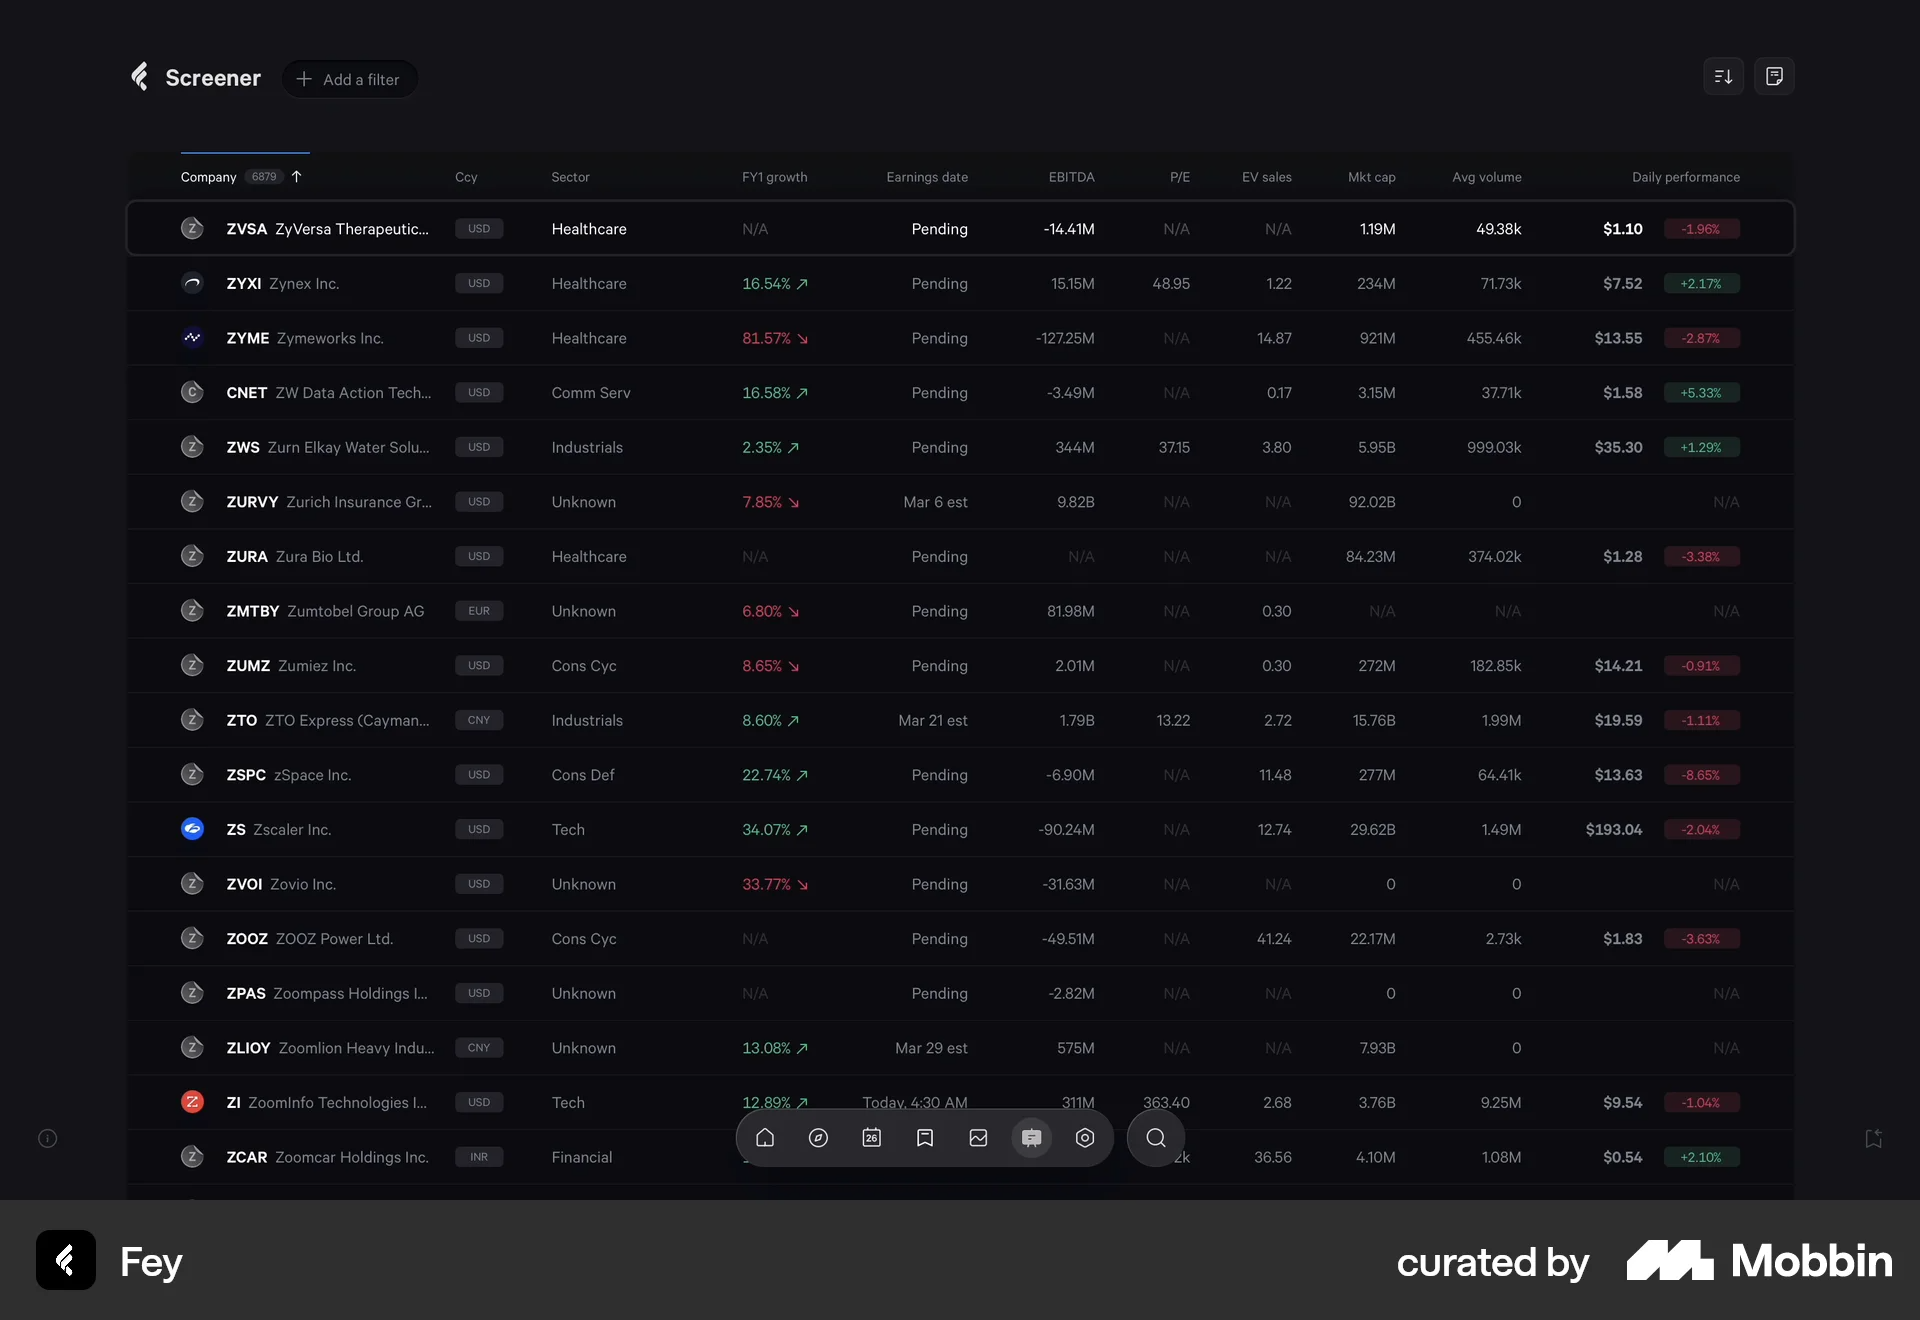 Screener + Add a filter
Company 6879 ↑ Ccy Sector FY1 growth Earnings date EBITDA P/E EV sales Mkt cap Avg volume Daily performance
Z ZVSA ZyVersa Therapeutic... USD Healthcare N/A Pending -14.41M N/A N/A 1.19M 49.38k $1.10 -1.96%
ZYXI Zynex Inc. USD Healthcare 16.54% ↗ Pending 15.15M 48.95 1.22 234M 71.73k $7.52 +2.17%
ZYME Zymeworks Inc. USD Healthcare 81.57% ↘ Pending -127.25M N/A 14.87 921M 455.46k $13.55 -2.87%
C CNET ZW Data Action Tech... USD Comm Serv 16.58% ↗ Pending -3.49M N/A 0.17 3.15M 37.71k $1.58 +5.33%
Z ZWS Zurn Elkay Water Solu... USD Industrials 2.35% ↗ Pending 344M 37.15 3.80 5.95B 999.03k $35.30 +1.29%
Z ZURVY Zurich Insurance Gr... USD Unknown 7.85% ↘ Mar 6 est 9.82B N/A N/A 92.02B 0 N/A
Z ZURA Zura Bio Ltd. USD Healthcare N/A Pending N/A N/A N/A 84.23M 374.02k $1.28 -3.38%
Z ZMTBY Zumtobel Group AG EUR Unknown 6.80% ↘ Pending 81.98M N/A 0.30 N/A N/A N/A
Z ZUMZ Zumiez Inc. USD Cons Cyc 8.65% ↘ Pending 2.01M N/A 0.30 272M 182.85k $14.21 -0.91%
Z ZTO ZTO Express (Cayman... CNY Industrials 8.60% ↗ Mar 21 est 1.79B 13.22 2.72 15.76B 1.99M $19.59 -1.11%
Z ZSPC zSpace Inc. USD Cons Def 22.74% ↗ Pending -6.90M N/A 11.48 277M 64.41k $13.63 -8.65%
ZS Zscaler Inc. USD Tech 34.07% ↗ Pending -90.24M N/A 12.74 29.62B 1.49M $193.04 -2.04%
Z ZVOI Zovio Inc. USD Unknown 33.77% ↘ Pending -31.63M N/A N/A 0 0 N/A
Z ZOOZ ZOOZ Power Ltd. USD Cons Cyc N/A Pending -49.51M N/A 41.24 22.17M 2.73k $1.83 -3.63%
Z ZPAS Zoompass Holdings I... USD Unknown N/A Pending -2.82M N/A N/A 0 0 N/A
Z ZLIOY Zoomlion Heavy Indu... CNY Unknown 13.08% ↗ Mar 29 est 575M N/A N/A 7.93B 0 N/A
Z ZI ZoomInfo Technologies I... USD Tech 12.89% ↗ Today, 4:30 AM 311M 363.40 2.68 3.76B 9.25M $9.54 -1.04%
26
Z ZCAR Zoomcar Holdings Inc. INR Financial 2k 36.56 4.10M 1.08M $0.54 +2.10%
Fey curated by Mobbin